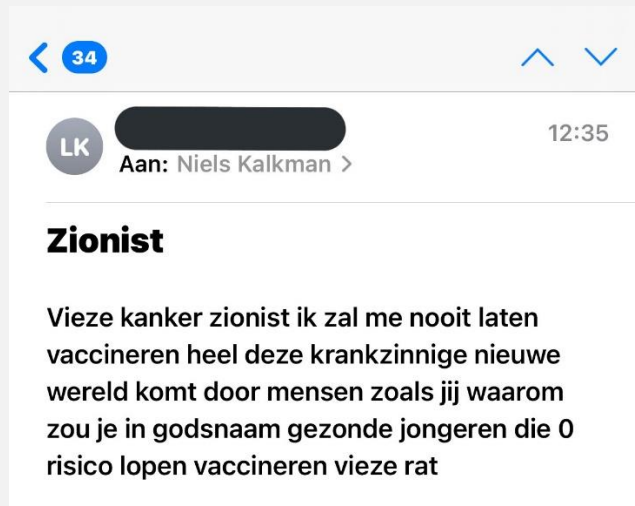 34
LK
12:35
Aan: Niels Kalkman >
Zionist
Vieze kanker zionist ik zal me nooit laten
vaccineren heel deze krankzinnige nieuwe
wereld komt door mensen zoals jij waarom
zou je in godsnaam gezonde jongeren die 0
risico lopen vaccineren vieze rat